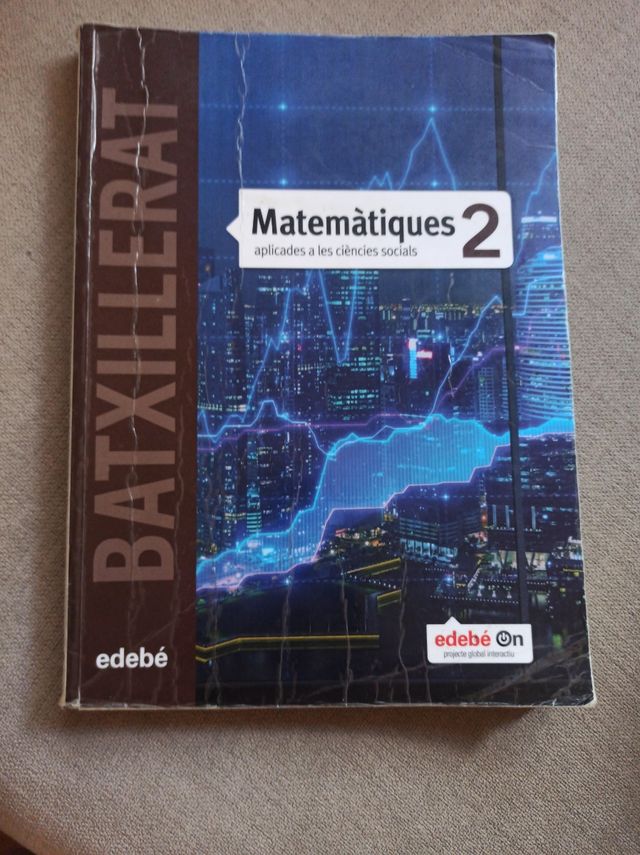 BATXILLERAT
Matemàtiques 2
aplicades a les ciències socials
edebé On
projecte global interactiu
edebé